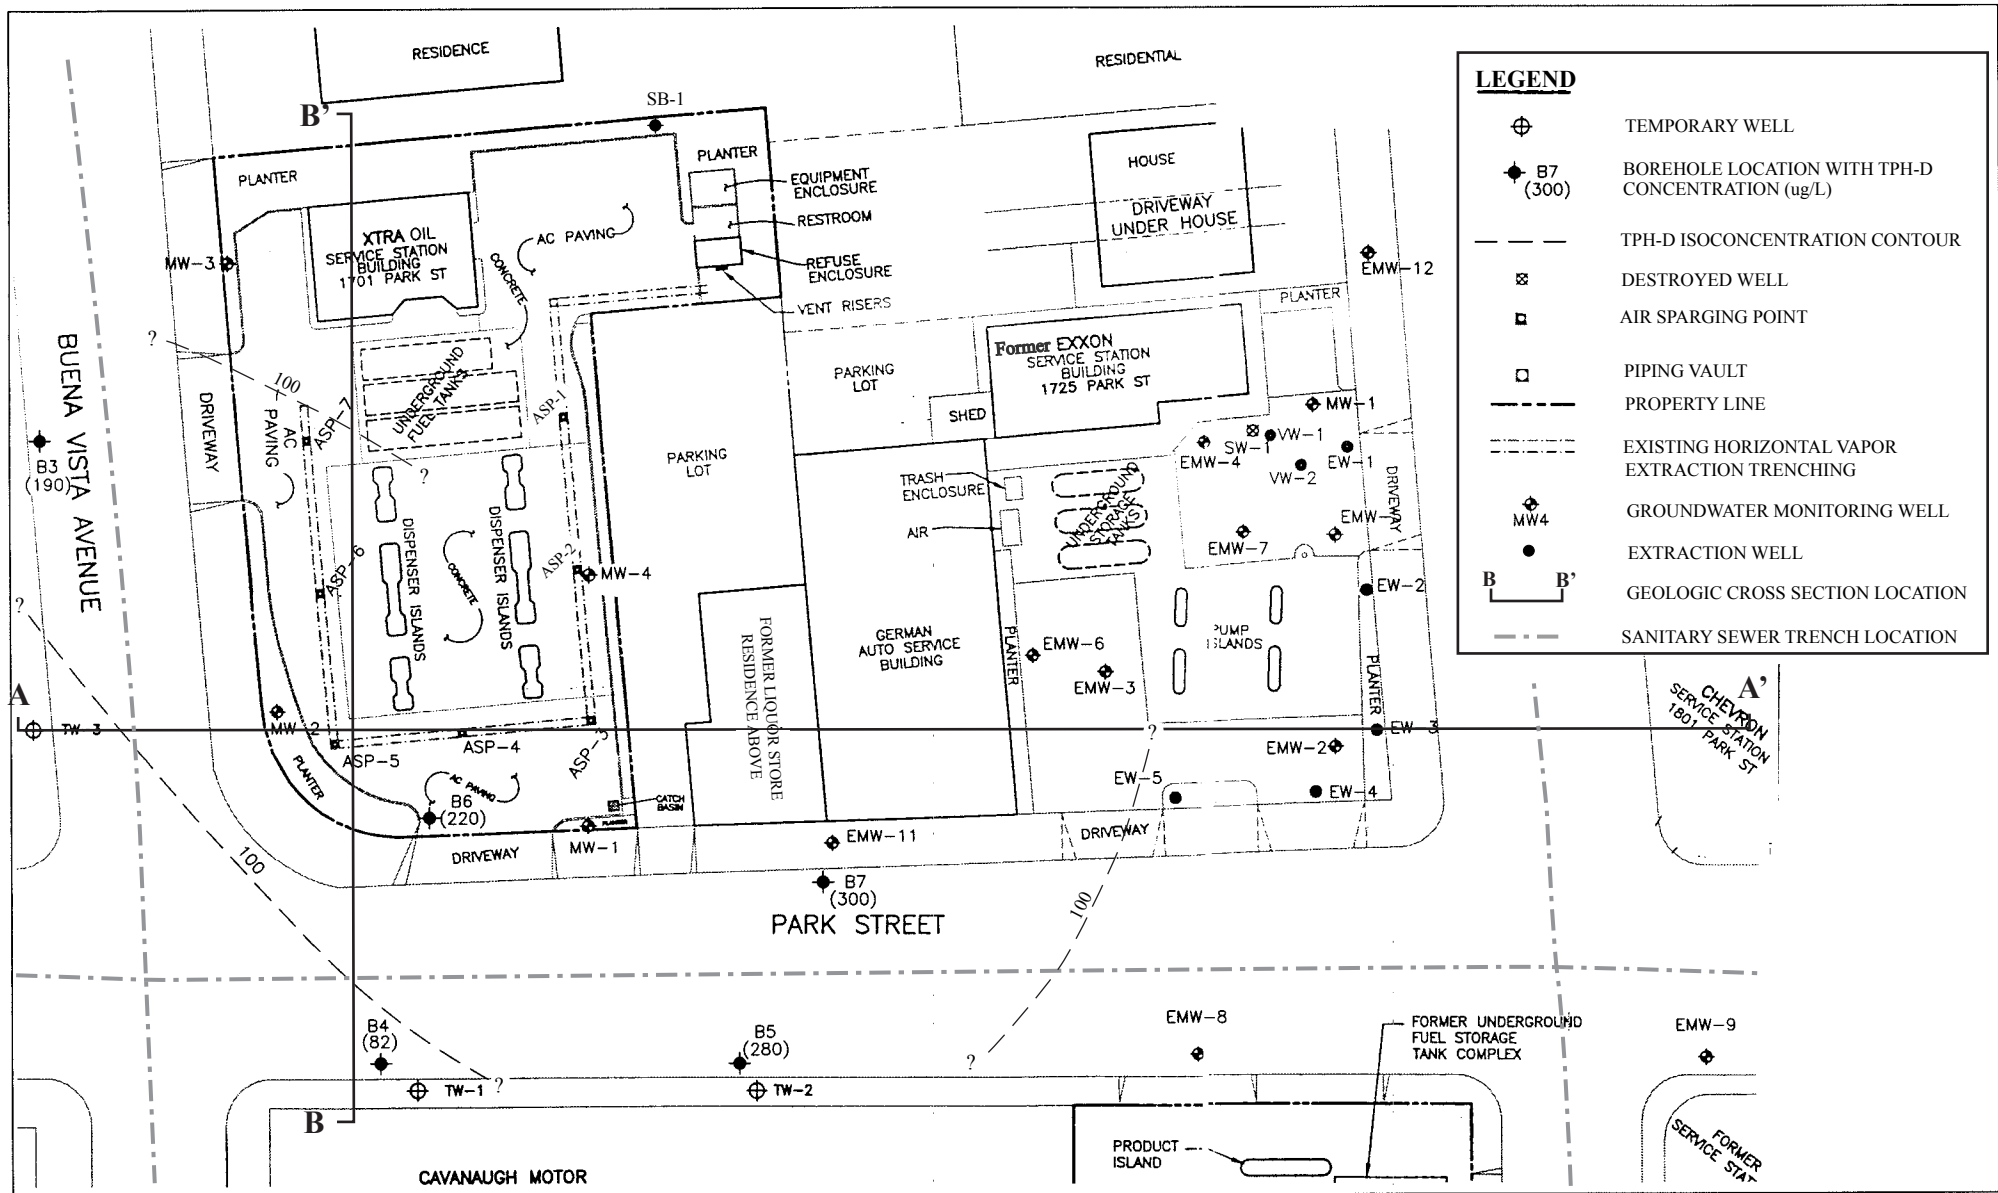 RESIDENCE
RESIDENTIAL
B'
SB-1
PLANTER
PLANTER
EQUIPMENT
ENCLOSURE
RESTROOM
REFUSE
ENCLOSURE
VENT RISERS
AC PAVING
CONCRETE
XTRA OIL
SERVICE STATION
BUILDING
1701 PARK ST
MW-3
HOUSE
DRIVEWAY
UNDER HOUSE
EMW-12
PLANTER
LEGEND
TEMPORARY WELL
B7
(300)
BOREHOLE LOCATION WITH TPH-D
CONCENTRATION (ug/L)
TPH-D ISOCONCENTRATION CONTOUR
DESTROYED WELL
AIR SPARGING POINT
PIPING VAULT
PROPERTY LINE
EXISTING HORIZONTAL VAPOR
EXTRACTION TRENCHING
MW4
GROUNDWATER MONITORING WELL
EXTRACTION WELL
B B'
GEOLOGIC CROSS SECTION LOCATION
SANITARY SEWER TRENCH LOCATION
BUENA VISTA AVENUE
?
100
DRIVEWAY
AC
PAVING
ASP-7
UNDERGROUND
FUEL TANKS
ASP-1
?
B3
(190)
PARKING
LOT
PARKING
LOT
SHED
Former EXXON
SERVICE STATION
BUILDING
1725 PARK ST
MW-1
VW-1
SW-1
EMW-4
VW-2
EW-1
TRASH
ENCLOSURE
AIR
UNDERGROUND
STORAGE
TANKS
EMW-7
EMW-
DRIVEWAY
ASP-6
DISPENSER ISLANDS
CONCRETE
DISPENSER ISLANDS
ASP-2
MW-4
EW-2
?
FORMER LIQUOR STORE
RESIDENCE ABOVE
GERMAN
AUTO SERVICE
BUILDING
PLANTER
EMW-6
EMW-3
PUMP
ISLANDS
PLANTER
A
TW-3
MW-2
ASP-5
ASP-4
ASP-3
?
EW-3
EMW-2
A'
CHEVRON
SERVICE STATION
1801 PARK ST
PLANTER
AC PAVING
B6
(220)
CATCH
BASIN
PLANTER
EW-5
EW-4
DRIVEWAY
MW-1
EMW-11
DRIVEWAY
100
B7
(300)
PARK STREET
100
B4
(82)
B5
(280)
?
EMW-8
FORMER UNDERGROUND
FUEL STORAGE
TANK COMPLEX
EMW-9
TW-1
?
TW-2
B
PRODUCT
ISLAND
FORMER
SERVICE STAT
CAVANAUGH MOTOR